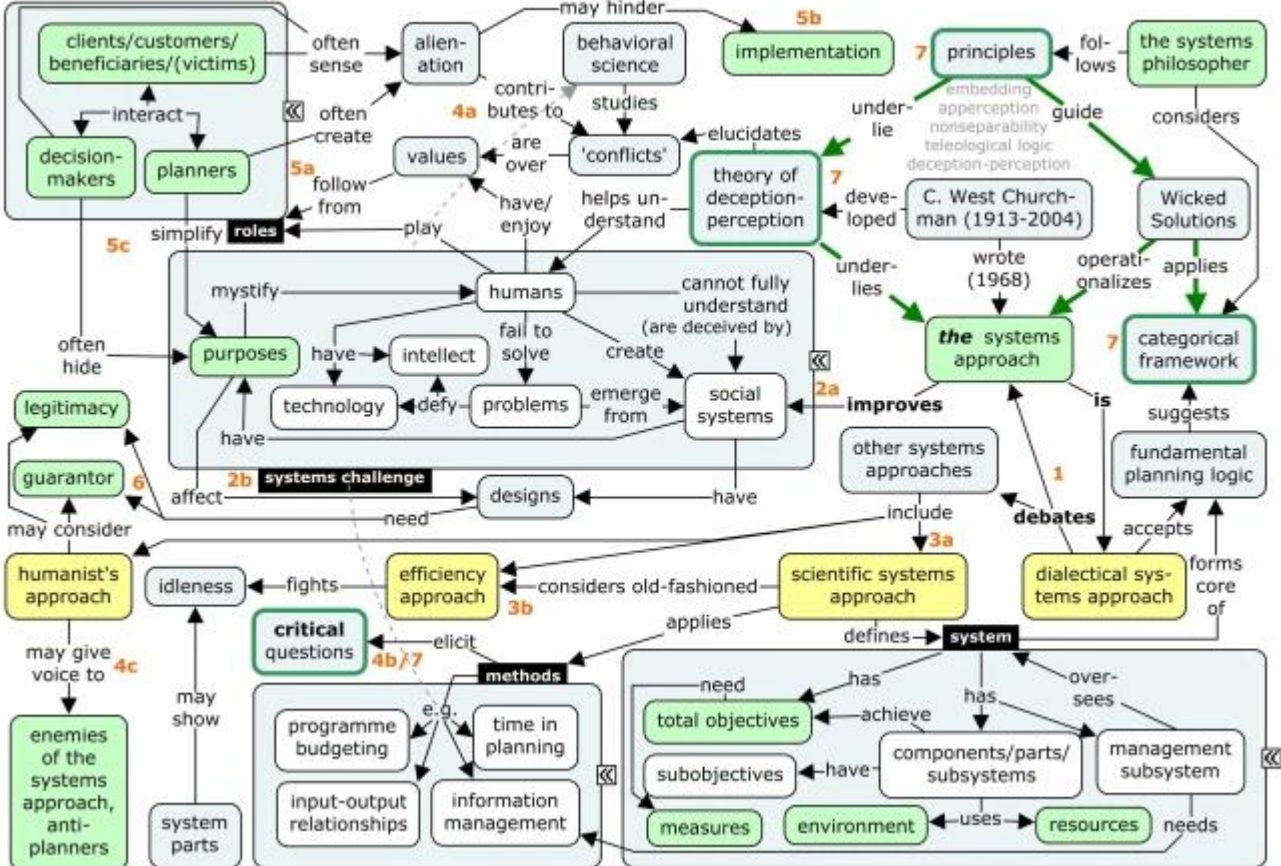 may hinder
5b
clients/customers/
beneficiaries/(victims)
often
sense
alien-
ation
behavioral
science
implementation
7
principles
fol-
lows
the systems
philosopher
interact
often
create
4a
contri-
butes to
studies
under-
lie
embedding
apperception
nonseparability
teleological logic
deception-perception
guide
considers
decision-
makers
planners
5a
values
are
over
'conflicts'
elucidates
theory of
deception-
perception
7
deve-
loped
C. West Church-
man (1913-2004)
Wicked
Solutions
follow
from
have/
enjoy
helps un-
derstand
5c
simplify
roles
play
under-
lies
wrote
(1968)
operati-
onalizes
applies
mystify
humans
cannot fully
understand
(are deceived by)
often
hide
purposes
have
intellect
fail to
solve
create
the systems
approach
7
categorical
framework
technology
defy
problems
emerge
from
social
systems
2a
improves
is
suggests
legitimacy
have
other systems
approaches
fundamental
planning logic
guarantor
6
2b
systems challenge
1
affect
designs
have
need
include
debates
accepts
may consider
3a
humanist's
approach
idleness
fights
efficiency
approach
3b
considers old-fashioned
scientific systems
approach
dialectical sys-
tems approach
forms
core
of
critical
questions
elicit
4b/7
applies
defines
system
may give
voice to
4c
methods
may
show
e.g.
programme
budgeting
time in
planning
input-output
relationships
information
management
need
has
has
over-
sees
total objectives
achieve
components/parts/
subsystems
management
subsystem
subobjectives
have
measures
environment
uses
resources
needs
enemies
of the
systems
approach,
anti-
planners
system
parts